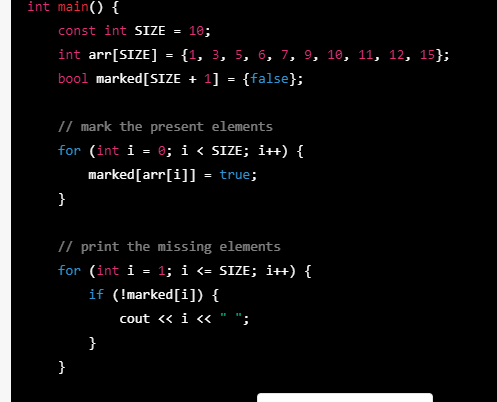 int main() {
const int SIZE = 10;
int arr[SIZE] = {1, 3, 5, 6, 7, 9, 10, 11, 12, 15};
bool marked[SIZE + 1] = {false};
// mark the present elements
for (int i = 0; i < SIZE; i++) {
marked[arr[i]] = true;
}
// print the missing elements
for (int i = 1; i <= SIZE; i++) {
if (!marked[i]) {
cout << i << " ";
}
}